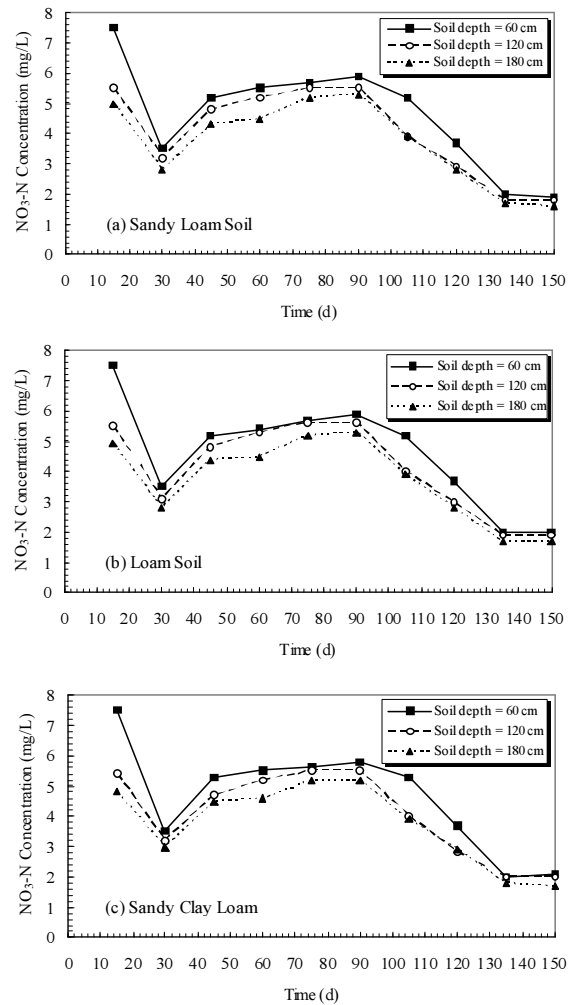 8
7
6
5
4
3
2
1
0
NO₃-N Concentration (mg/L)
Soil depth = 60 cm
Soil depth = 120 cm
Soil depth = 180 cm
(a) Sandy Loam Soil
0 10 20 30 40 50 60 70 80 90 100 110 120 130 140 150
Time (d)
8
7
6
5
4
3
2
1
0
NO₃-N Concentration (mg/L)
Soil depth = 60 cm
Soil depth = 120 cm
Soil depth = 180 cm
(b) Loam Soil
0 10 20 30 40 50 60 70 80 90 100 110 120 130 140 150
Time (d)
8
7
6
5
4
3
2
1
0
NO₃-N Concentration (mg/L)
Soil depth = 60 cm
Soil depth = 120 cm
Soil depth = 180 cm
(c) Sandy Clay Loam
0 10 20 30 40 50 60 70 80 90 100 110 120 130 140 150
Time (d)